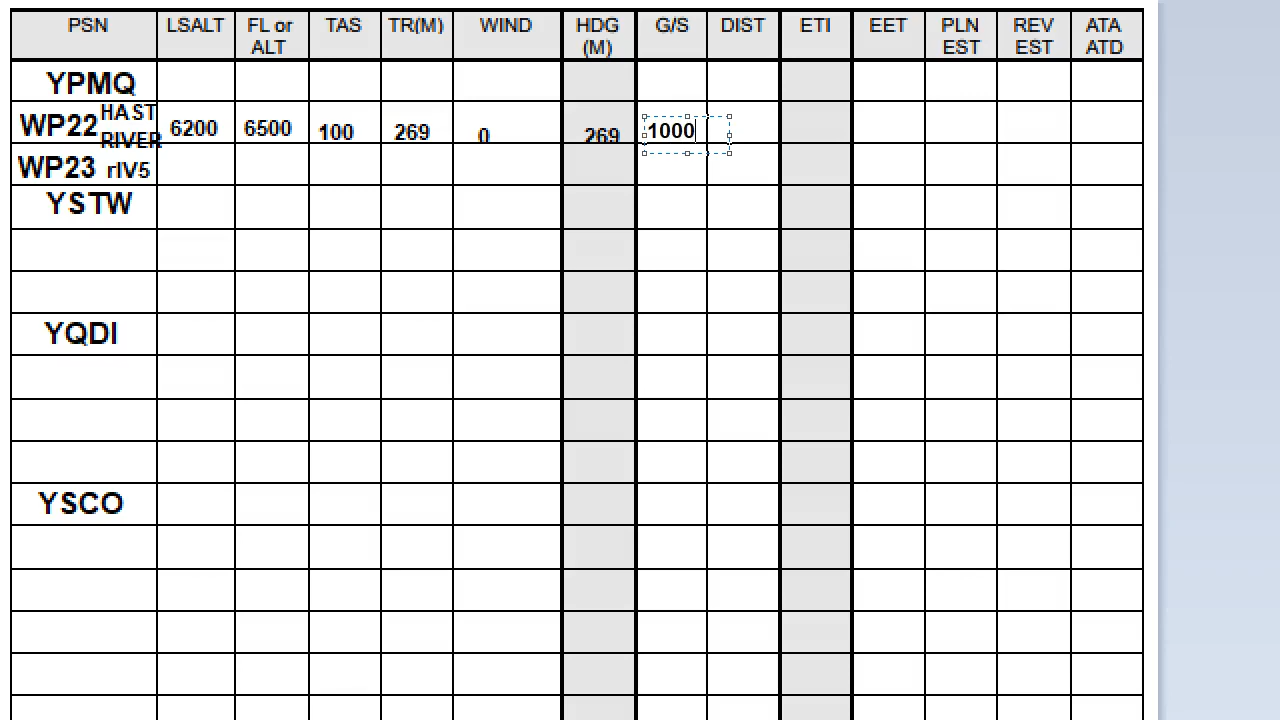 PSN LSALT FL or ALT TAS TR(M) WIND HDG (M) G/S DIST ETI EET PLN EST REV EST ATA ATD
YPMQ
WP22 HAST RIVER 6200 6500 100 269 0 269 1000
WP23 rIV5
YSTW
YQDI
YSCO